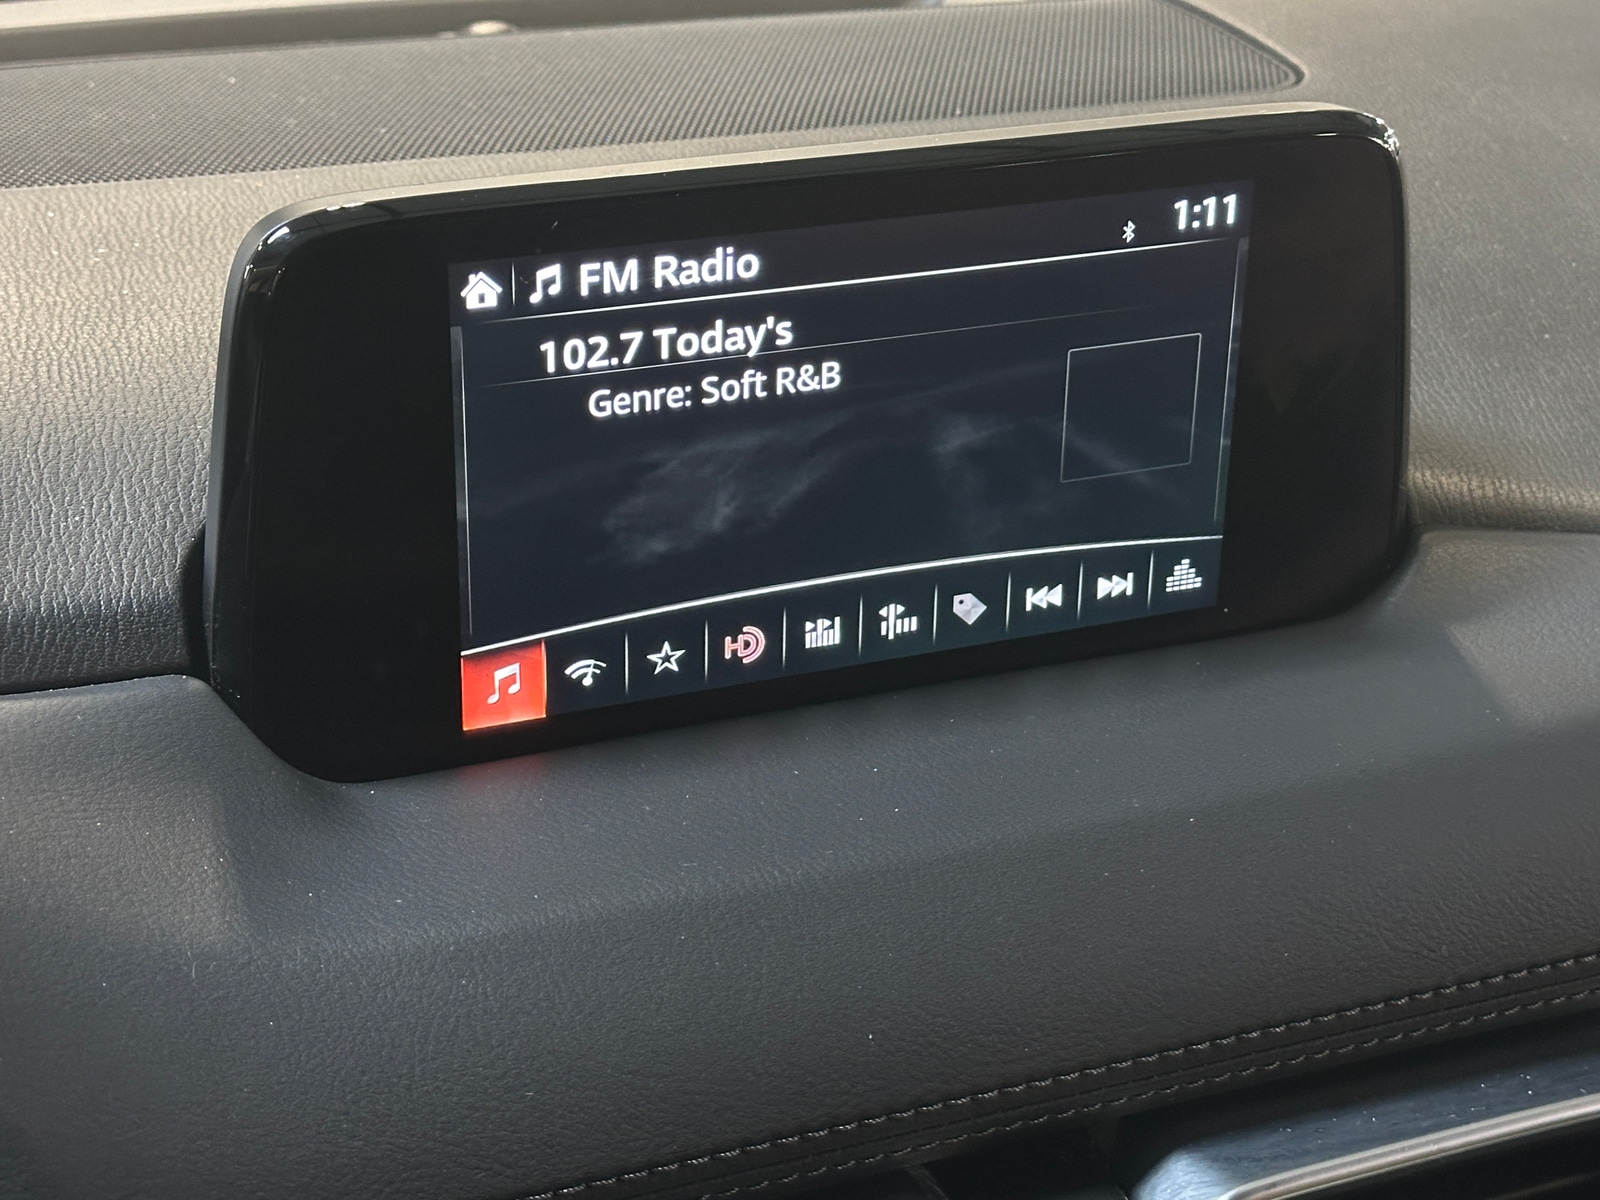 FM Radio
1:11
102.7 Today's
Genre: Soft R&B
HD